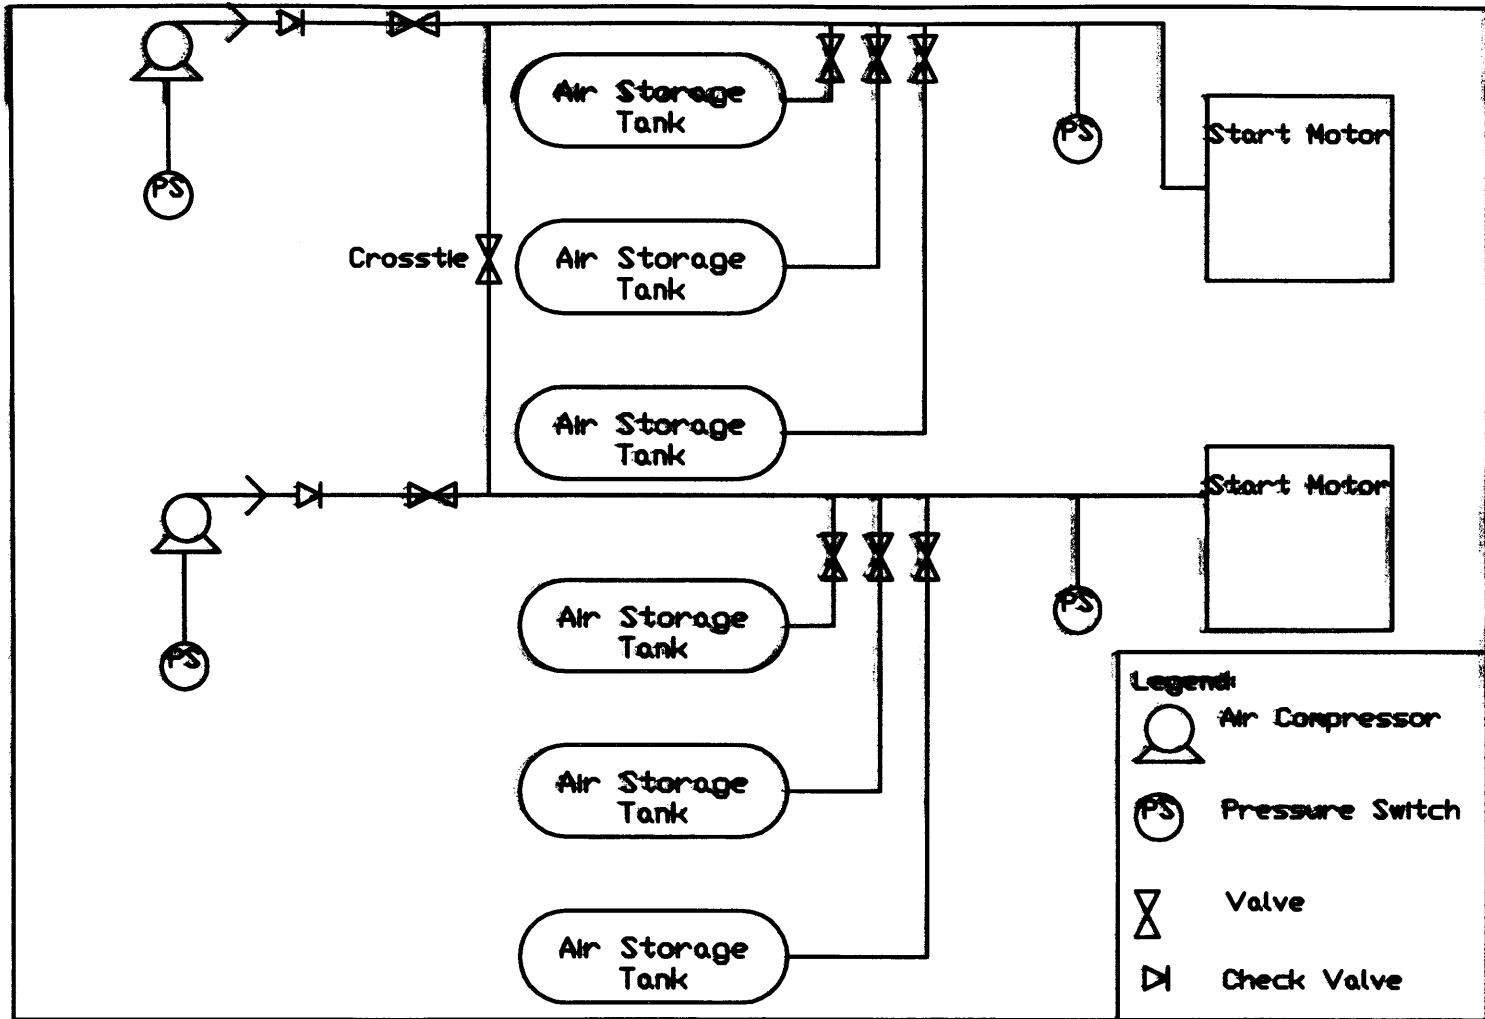 Air Storage
Tank
PS
Start Motor
PS
Crosstie
Air Storage
Tank
Air Storage
Tank
Start Motor
PS
Air Storage
Tank
PS
Legend:
Air Compressor
Air Storage
Tank
PS
Pressure Switch
Valve
Air Storage
Tank
Check Valve